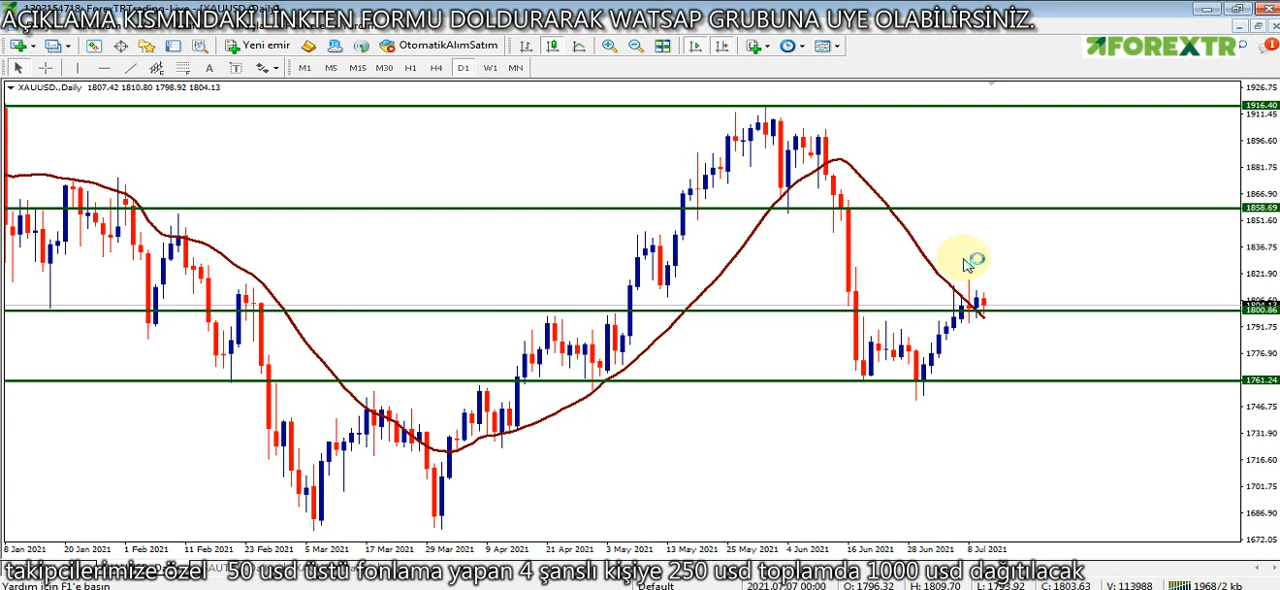 AÇIKLAMA KISMINDAKİ LİNKTEN FORMU DOLDURARAK WATSAP GRUBUNA UYE OLABİLİRSİNİZ.
Yeni emir OtomatikAlımSatım
FOREXTR
1
A T M1 M5 M15 M30 H1 H4 D1 W1 MN
XAUUSD.,Daily 1807.42 1810.80 1798.92 1804.13
1926.75
1916.40
1911.45
1896.60
1881.75
1866.90
1858.69
1851.60
1836.75
1821.90
1800.86
1791.75
1776.90
1761.24
1746.75
1731.90
1716.60
1701.75
1686.90
1672.05
8 Jan 2021 20 Jan 2021 1 Feb 2021 11 Feb 2021 23 Feb 2021 5 Mar 2021 17 Mar 2021 29 Mar 2021 9 Apr 2021 21 Apr 2021 3 May 2021 13 May 2021 25 May 2021 4 Jun 2021 16 Jun 2021 28 Jun 2021 8 Jul 2021
takipcilerimize özel 50 usd üstü fonlama yapan 4 şanslı kişiye 250 usd toplamda 1000 usd dağıtılacak
Yardım için F1'e basın Default 2021.07.07 00:00 O: 1796.32 H: 1809.70 L: 1793.92 C: 1803.63 V: 113988 1968/2 kb